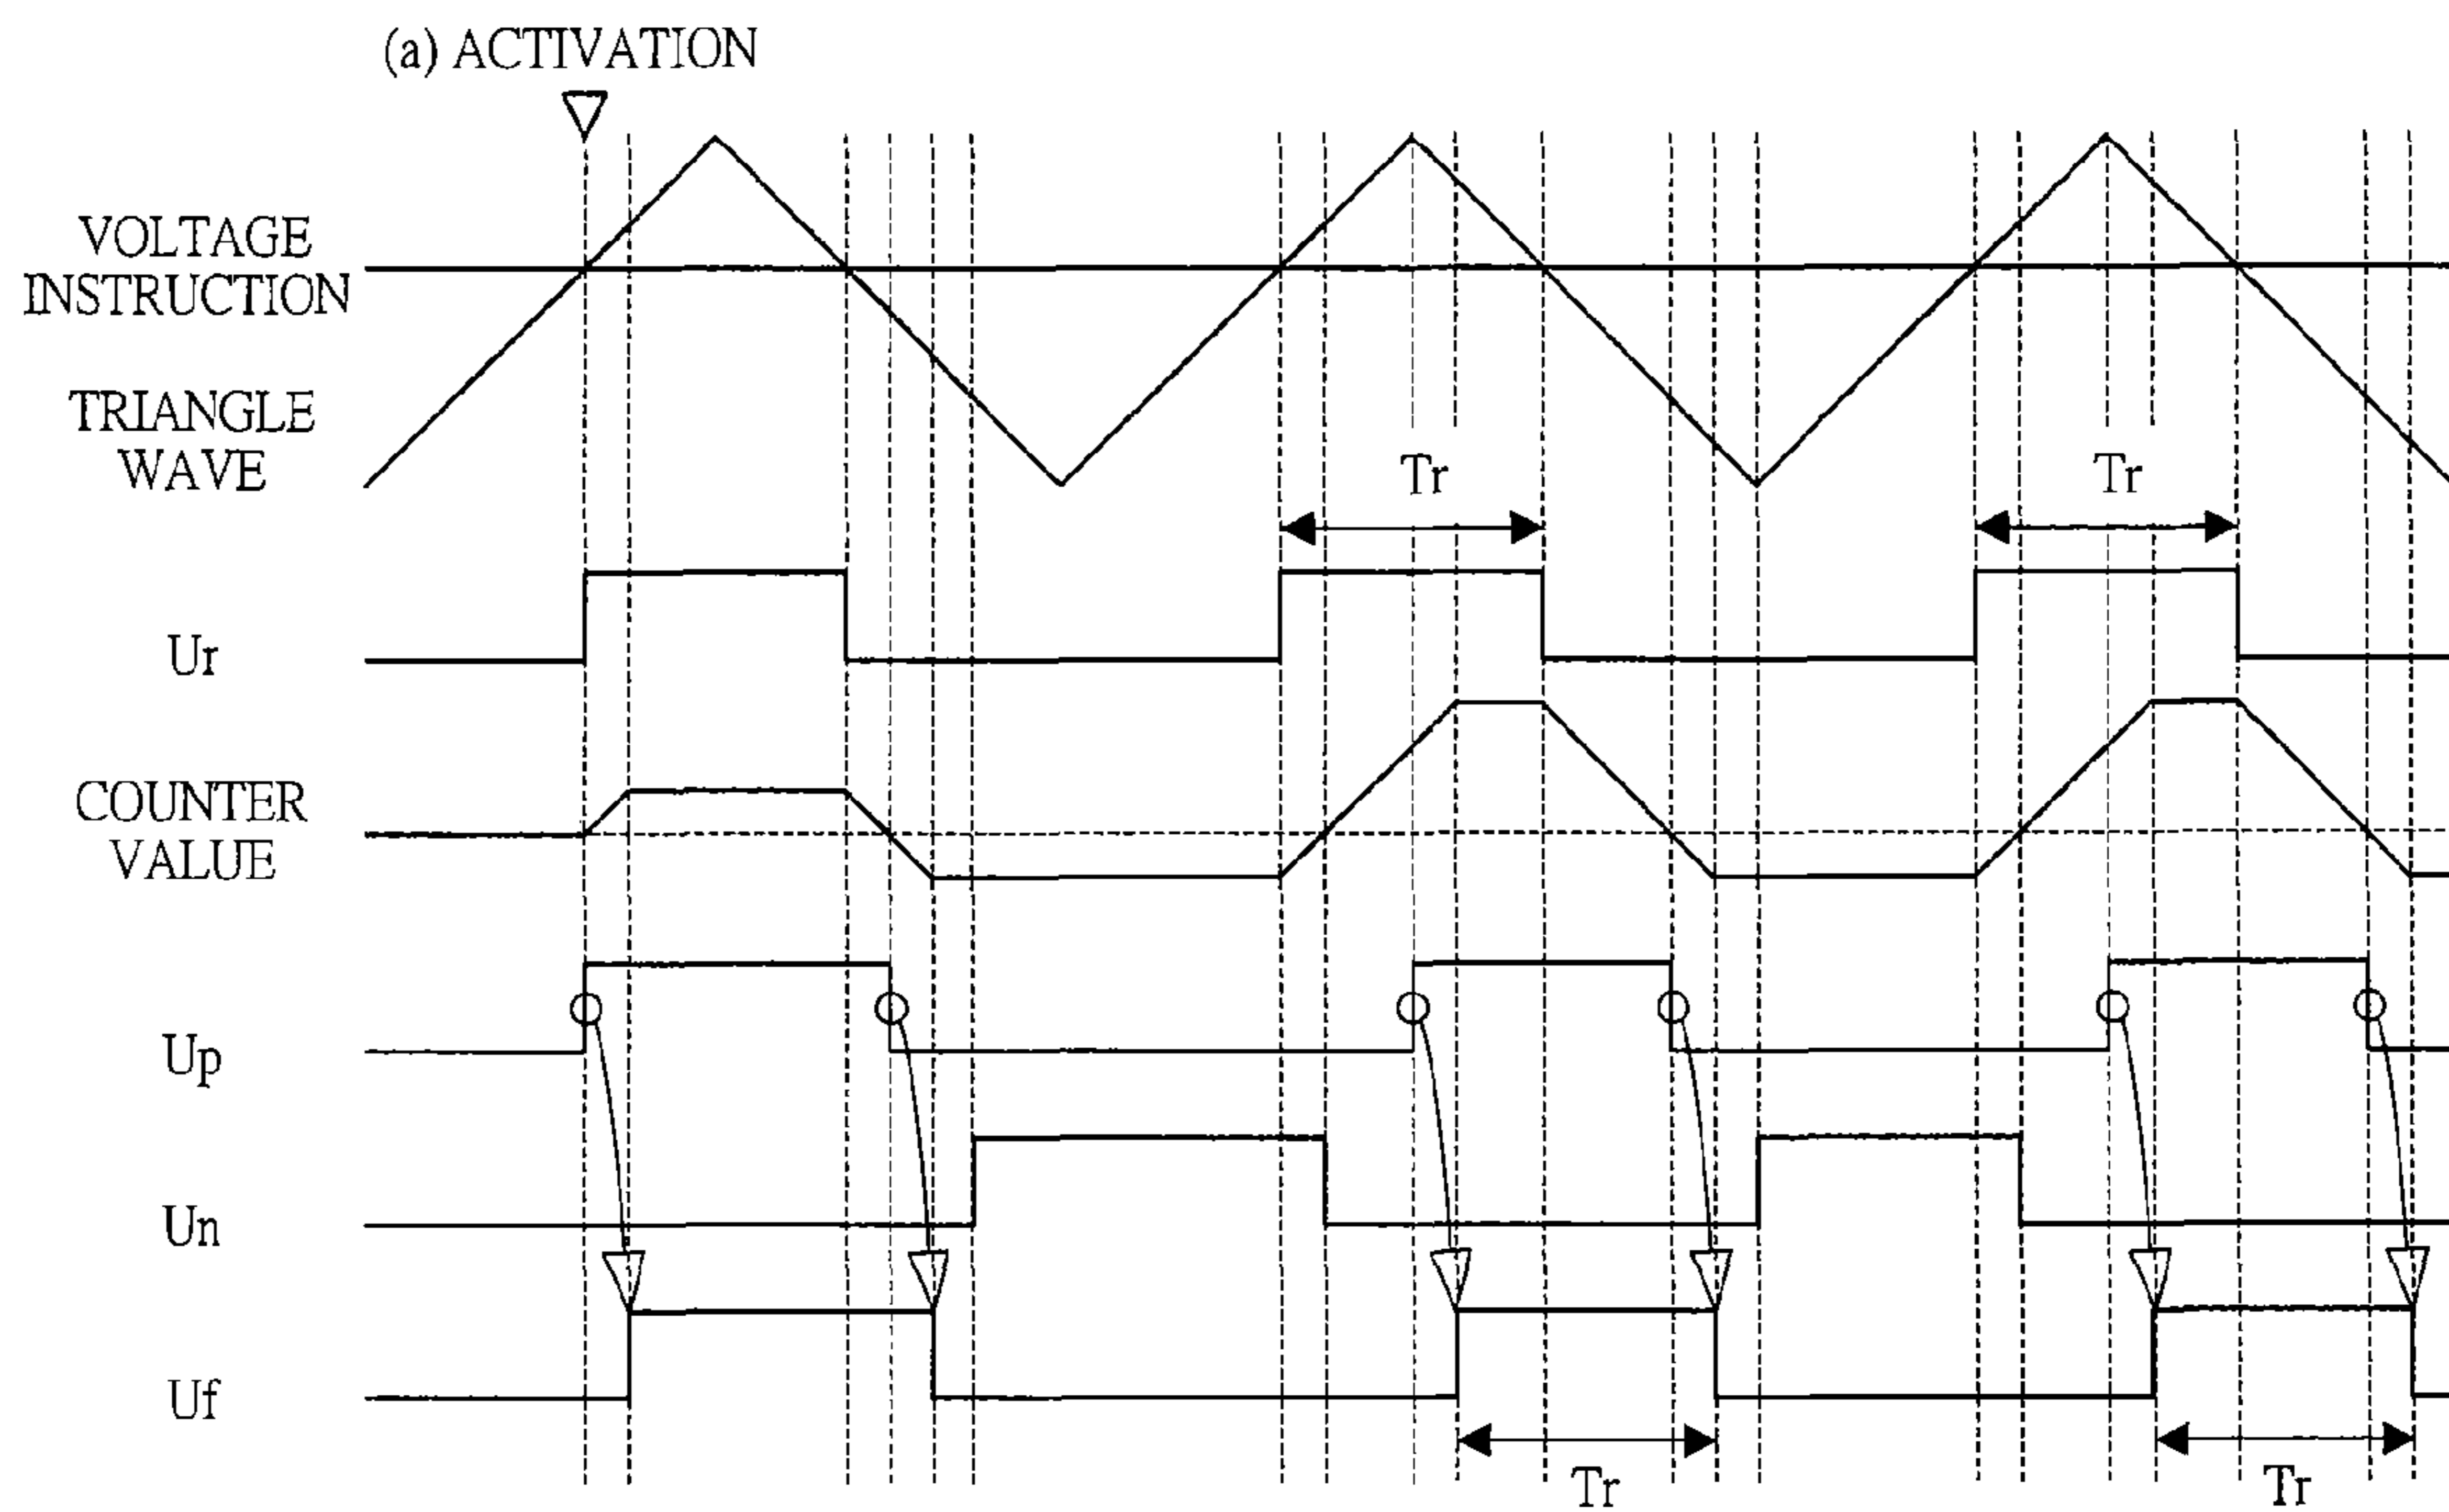 (a) ACTIVATION
VOLTAGE
INSTRUCTION
TRIANGLE
WAVE
Tr
Tr
Ur
COUNTER
VALUE
Up
Un
Uf
Tr
Tr